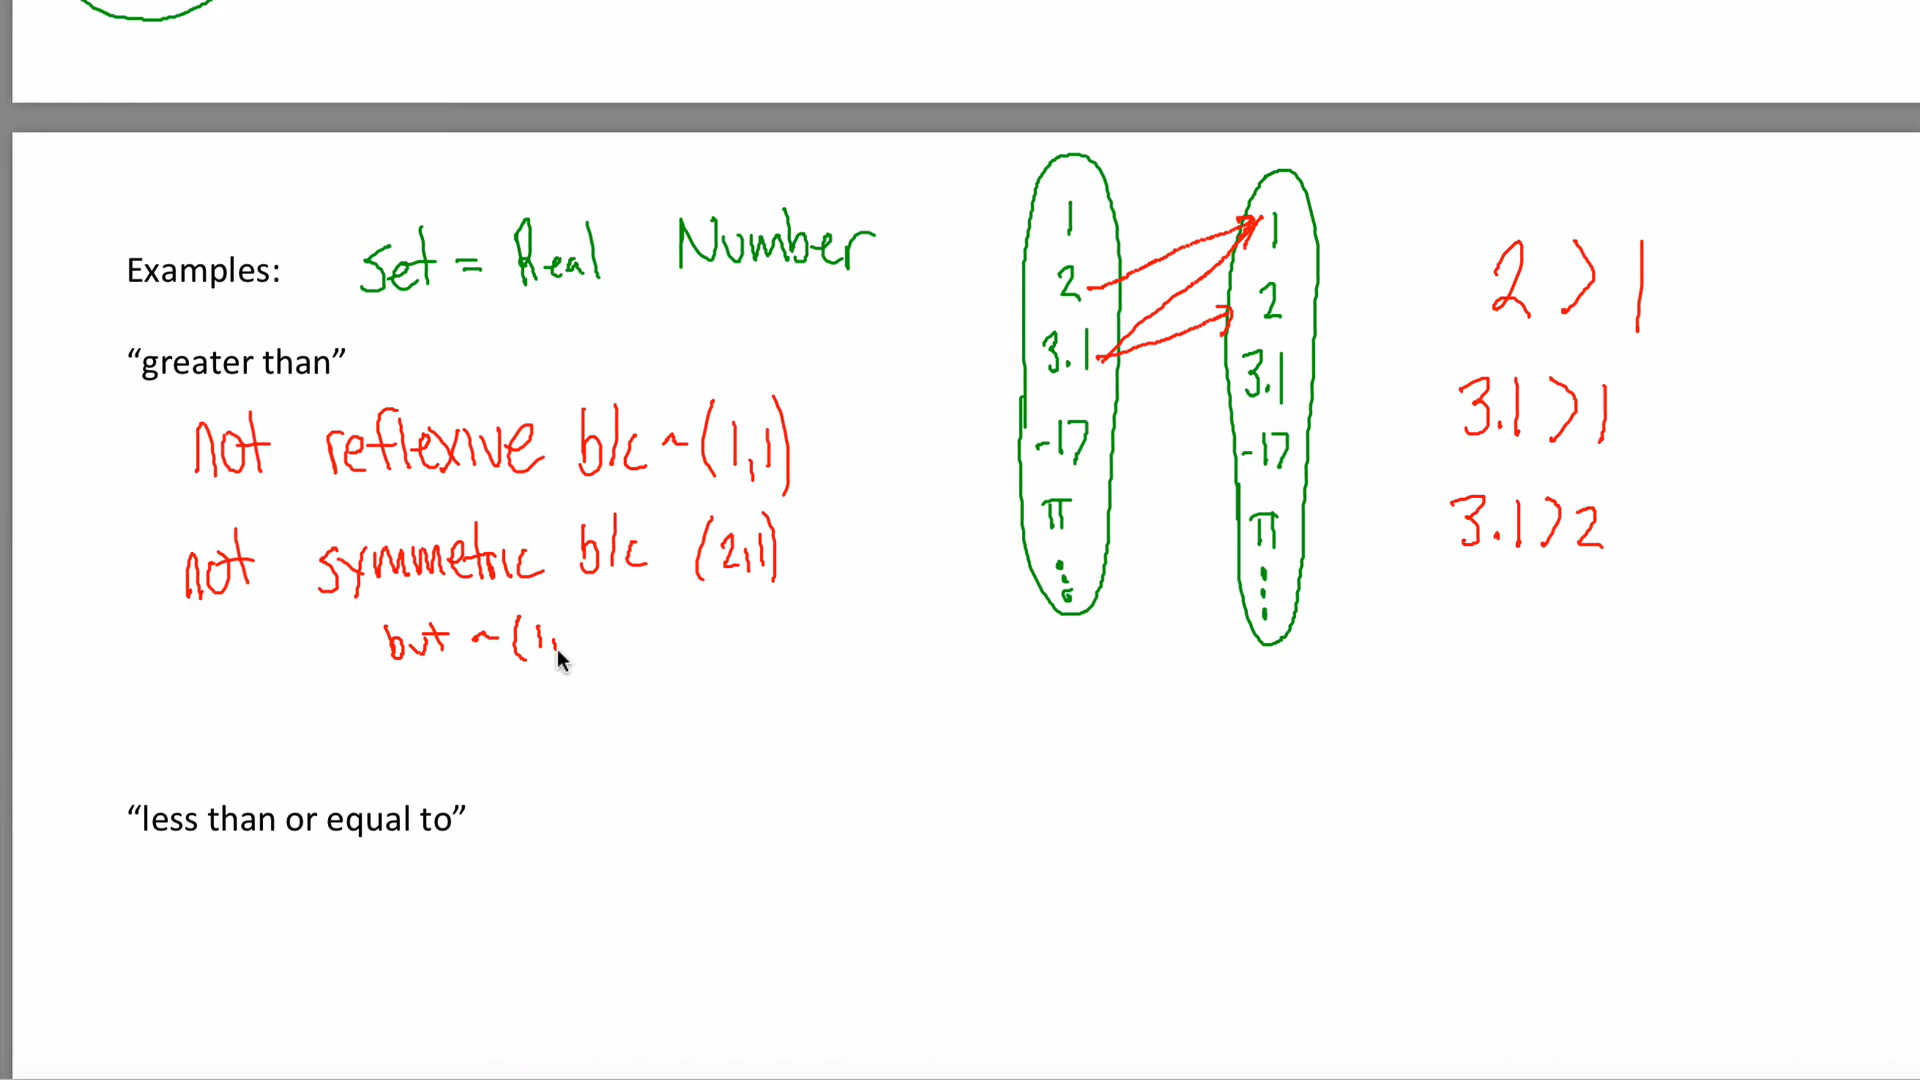 Examples: Set = Real Number
“greater than”
not reflexive b/c ~(1,1)
not symmetric b/c (2,1)
but ~(1,
“less than or equal to”
1
2
3.1
-17
π
⋮
1
2
3.1
-17
π
⋮
2 > 1
3.1 > 1
3.1 > 2